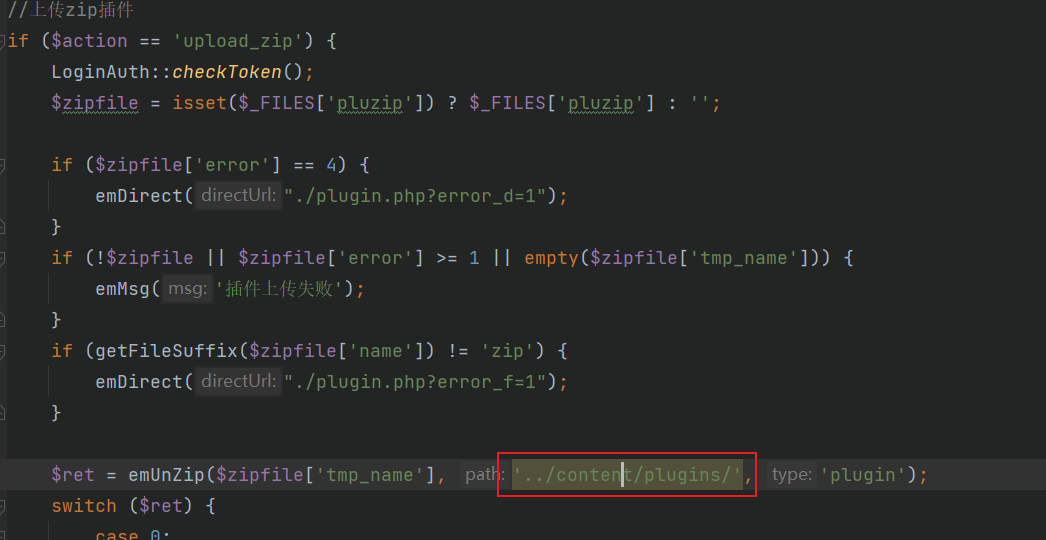 //上传zip插件
if ($action == 'upload_zip') {
LoginAuth::checkToken();
$zipfile = isset($_FILES['pluzip']) ? $_FILES['pluzip'] : '';
if ($zipfile['error'] == 4) {
emDirect( directUrl: "./plugin.php?error_d=1");
}
if (!$zipfile || $zipfile['error'] >= 1 || empty($zipfile['tmp_name'])) {
emMsg( msg: '插件上传失败');
}
if (getFileSuffix($zipfile['name']) != 'zip') {
emDirect( directUrl: "./plugin.php?error_f=1");
}
$ret = emUnZip($zipfile['tmp_name'], path: '../content/plugins/', type: 'plugin');
switch ($ret) {
case 0: